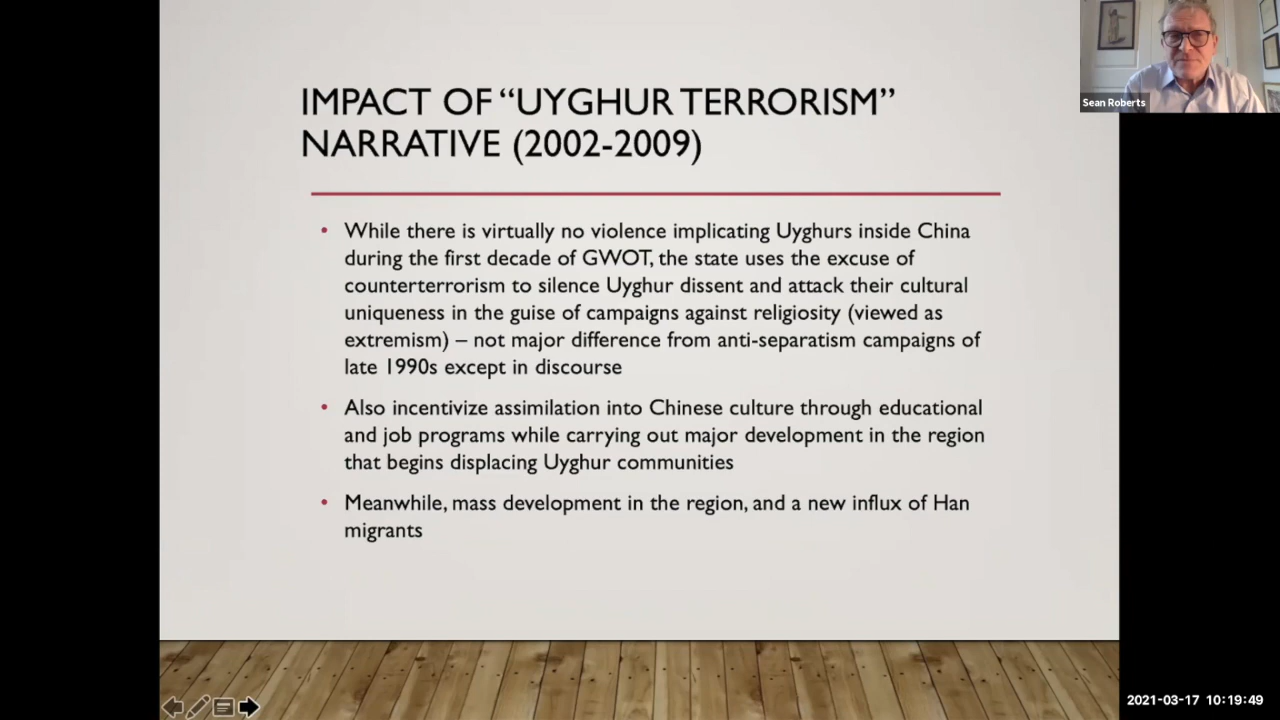 IMPACT OF “UYGHUR TERRORISM”
NARRATIVE (2002-2009)
• While there is virtually no violence implicating Uyghurs inside China
during the first decade of GWOT, the state uses the excuse of
counterterrorism to silence Uyghur dissent and attack their cultural
uniqueness in the guise of campaigns against religiosity (viewed as
extremism) – not major difference from anti-separatism campaigns of
late 1990s except in discourse
• Also incentivize assimilation into Chinese culture through educational
and job programs while carrying out major development in the region
that begins displacing Uyghur communities
• Meanwhile, mass development in the region, and a new influx of Han
migrants
Sean Roberts
2021-03-17 10:19:49